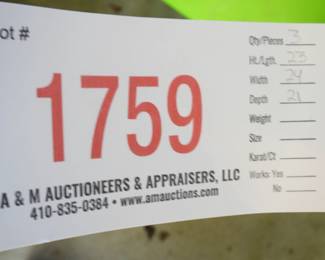 ot #
1759
A & M AUCTIONEERS & APPRAISERS, LLC
410-835-0384 • www.amauctions.com
Qty/Pieces 3
Ht./Lgth. 23
Width 24
Depth 21
Weight
Size
Karat/Ct
Works: Yes
No